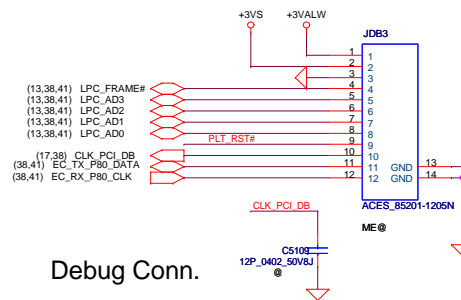 +3VS +3VALW
JDB3
1 1
2 2
3 3
(13,38,41) LPC_FRAME# 4 4
(13,38,41) LPC_AD3 5 5
(13,38,41) LPC_AD2 6 6
(13,38,41) LPC_AD1 7 7
(13,38,41) LPC_AD0 8 8
PLT_RST# 9 9
(17,38) CLK_PCI_DB 10 10
(38,41) EC_TX_P80_DATA 11 11 GND 13
(38,41) EC_RX_P80_CLK 12 12 GND 14
ACES_85201-1205N
ME@
CLK_PCI_DB
C5109
12P_0402_50V8J
@
Debug Conn.